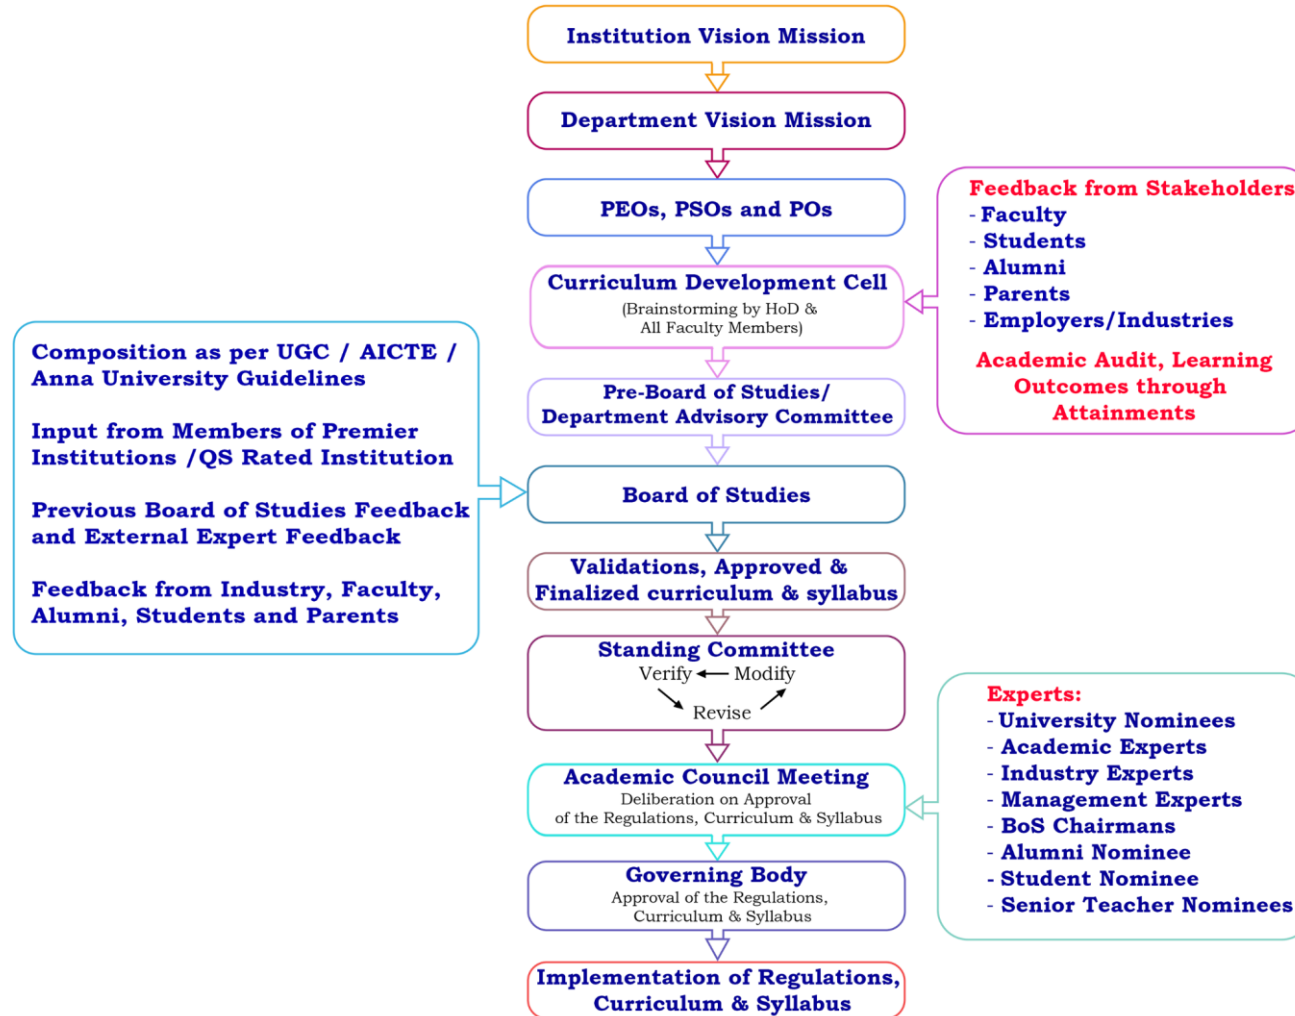 Institution Vision Mission
Department Vision Mission
PEOs, PSOs and POs
Curriculum Development Cell
(Brainstorming by HoD &
All Faculty Members)
Feedback from Stakeholders
- Faculty
- Students
- Alumni
- Parents
- Employers/Industries
Academic Audit, Learning
Outcomes through
Attainments
Pre-Board of Studies/
Department Advisory Committee
Composition as per UGC / AICTE /
Anna University Guidelines
Input from Members of Premier
Institutions /QS Rated Institution
Previous Board of Studies Feedback
and External Expert Feedback
Feedback from Industry, Faculty,
Alumni, Students and Parents
Board of Studies
Validations, Approved &
Finalized curriculum & syllabus
Standing Committee
Verify Modify
Revise
Academic Council Meeting
Deliberation on Approval
of the Regulations, Curriculum & Syllabus
Experts:
- University Nominees
- Academic Experts
- Industry Experts
- Management Experts
- BoS Chairmans
- Alumni Nominee
- Student Nominee
- Senior Teacher Nominees
Governing Body
Approval of the Regulations,
Curriculum & Syllabus
Implementation of Regulations,
Curriculum & Syllabus